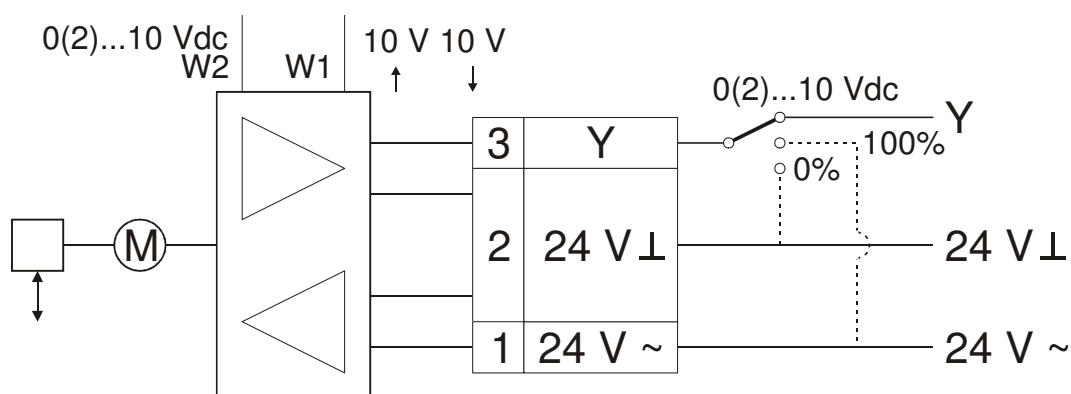 0(2)...10 Vdc
W2
W1
10 V 10 V
0(2)...10 Vdc
Y
100%
0%
3 Y
2 24 V⊥
1 24 V ~
M
24 V⊥
24 V ~